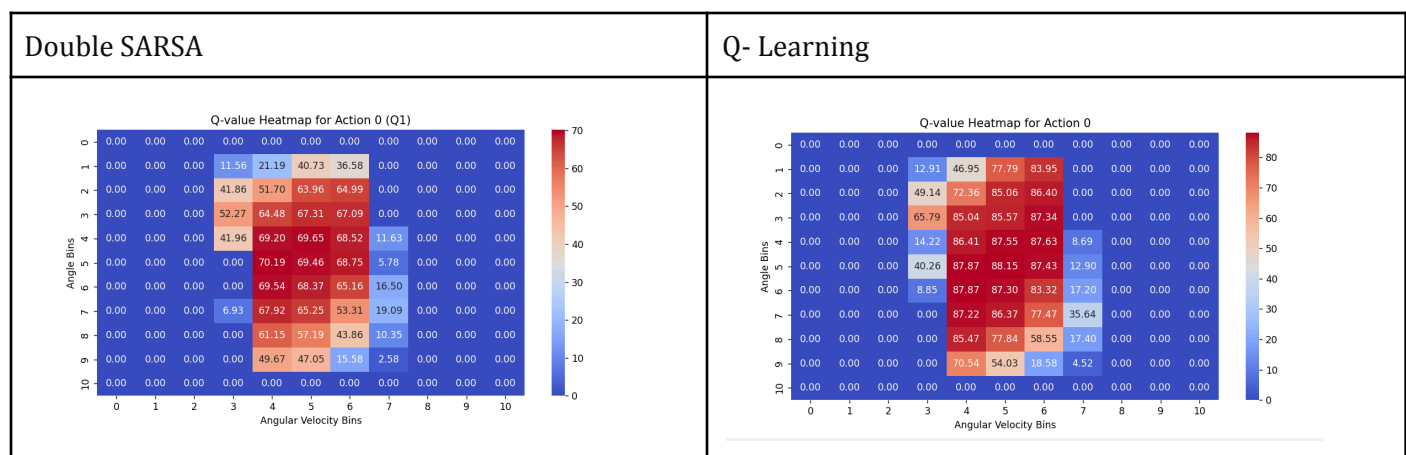 Double SARSA
Q- Learning
Q-value Heatmap for Action 0 (Q1)
0 0.00 0.00 0.00 0.00 0.00 0.00 0.00 0.00 0.00 0.00 0.00
1 0.00 0.00 0.00 11.56 21.19 40.73 36.58 0.00 0.00 0.00 0.00
2 0.00 0.00 0.00 41.86 51.70 63.96 64.99 0.00 0.00 0.00 0.00
3 0.00 0.00 0.00 52.27 64.48 67.31 67.09 0.00 0.00 0.00 0.00
4 0.00 0.00 0.00 41.96 69.20 69.65 68.52 11.63 0.00 0.00 0.00
5 0.00 0.00 0.00 0.00 70.19 69.46 68.75 5.78 0.00 0.00 0.00
6 0.00 0.00 0.00 0.00 69.54 68.37 65.16 16.50 0.00 0.00 0.00
7 0.00 0.00 0.00 6.93 67.92 65.25 53.31 19.09 0.00 0.00 0.00
8 0.00 0.00 0.00 0.00 61.15 57.19 43.86 10.35 0.00 0.00 0.00
9 0.00 0.00 0.00 0.00 49.67 47.05 15.58 2.58 0.00 0.00 0.00
10 0.00 0.00 0.00 0.00 0.00 0.00 0.00 0.00 0.00 0.00 0.00
0 1 2 3 4 5 6 7 8 9 10
Angular Velocity Bins
Angle Bins
70
60
50
40
30
20
10
0
Q-value Heatmap for Action 0
0 0.00 0.00 0.00 0.00 0.00 0.00 0.00 0.00 0.00 0.00 0.00
1 0.00 0.00 0.00 12.91 46.95 77.79 83.95 0.00 0.00 0.00 0.00
2 0.00 0.00 0.00 49.14 72.36 85.06 86.40 0.00 0.00 0.00 0.00
3 0.00 0.00 0.00 65.79 85.04 85.57 87.34 0.00 0.00 0.00 0.00
4 0.00 0.00 0.00 14.22 86.41 87.55 87.63 8.69 0.00 0.00 0.00
5 0.00 0.00 0.00 40.26 87.87 88.15 87.43 12.90 0.00 0.00 0.00
6 0.00 0.00 0.00 8.85 87.87 87.30 83.32 17.20 0.00 0.00 0.00
7 0.00 0.00 0.00 0.00 87.22 86.37 77.47 35.64 0.00 0.00 0.00
8 0.00 0.00 0.00 0.00 85.47 77.84 58.55 17.40 0.00 0.00 0.00
9 0.00 0.00 0.00 0.00 70.54 54.03 18.58 4.52 0.00 0.00 0.00
10 0.00 0.00 0.00 0.00 0.00 0.00 0.00 0.00 0.00 0.00 0.00
0 1 2 3 4 5 6 7 8 9 10
Angular Velocity Bins
Angle Bins
80
70
60
50
40
30
20
10
0